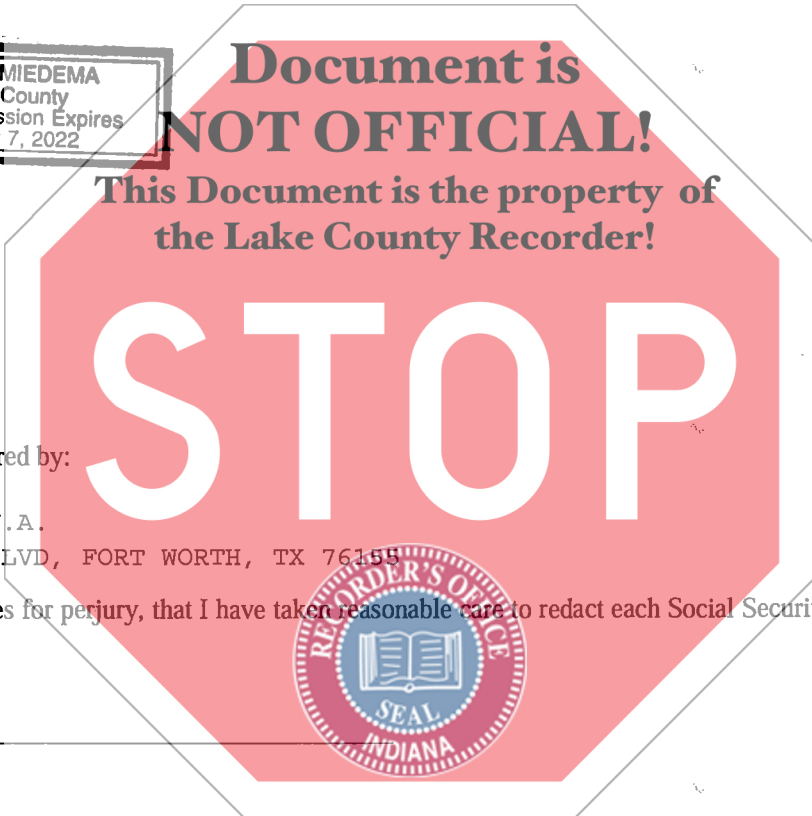 MIEDEMA
County
ssion Expires
7, 2022
Document is
NOT OFFICIAL!
This Document is the property of
the Lake County Recorder!
STOP
red by:
.A.
LVD, FORT WORTH, TX 76155
es for perjury, that I have taken reasonable care to redact each Social Securi
RECORDER'S OFFICE
SEAL
INDIANA